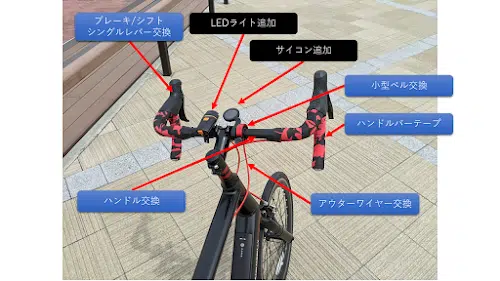 ブレーキ/シフト
シングルレバー交換
LEDライト追加
サイコン追加
小型ベル交換
ハンドルバーテープ
ハンドル交換
アウターワイヤー交換